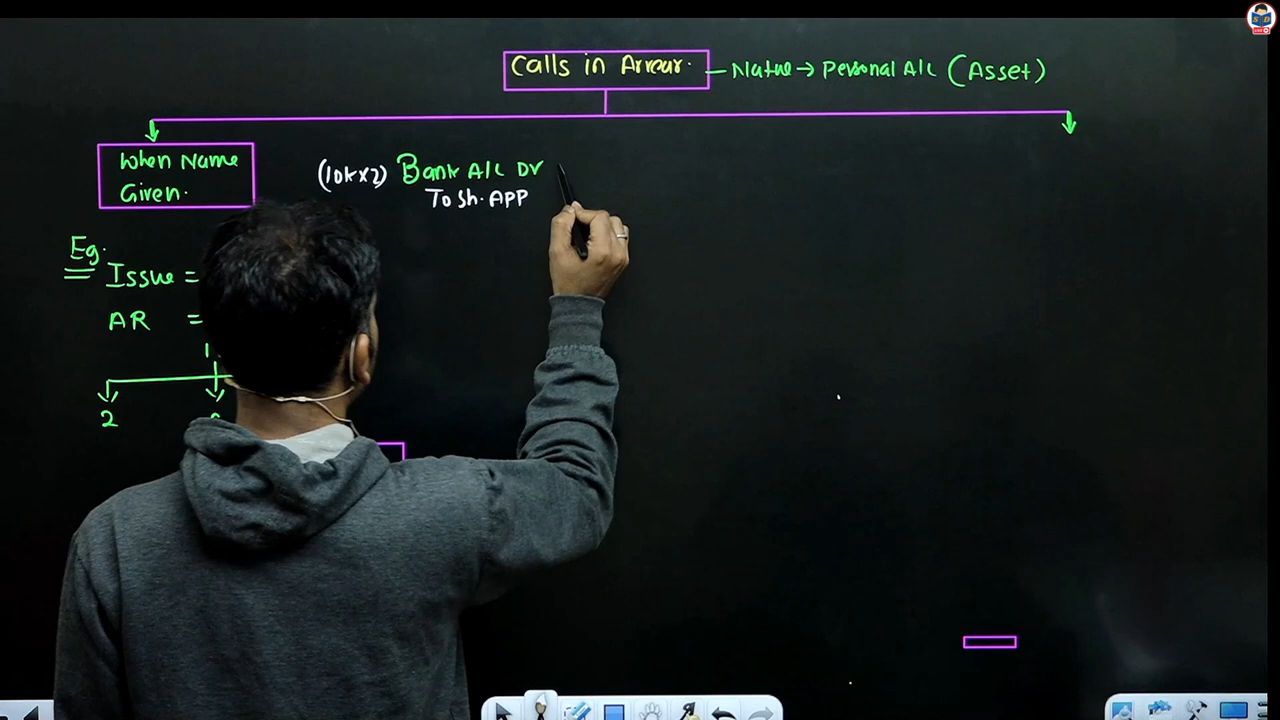 Calls in Arrear. — Nature → Personal A/c (Asset)
When Name
Given.
(10k×2) Bank A/c Dr
To Sh. APP
Eg.
Issue =
AR =
2